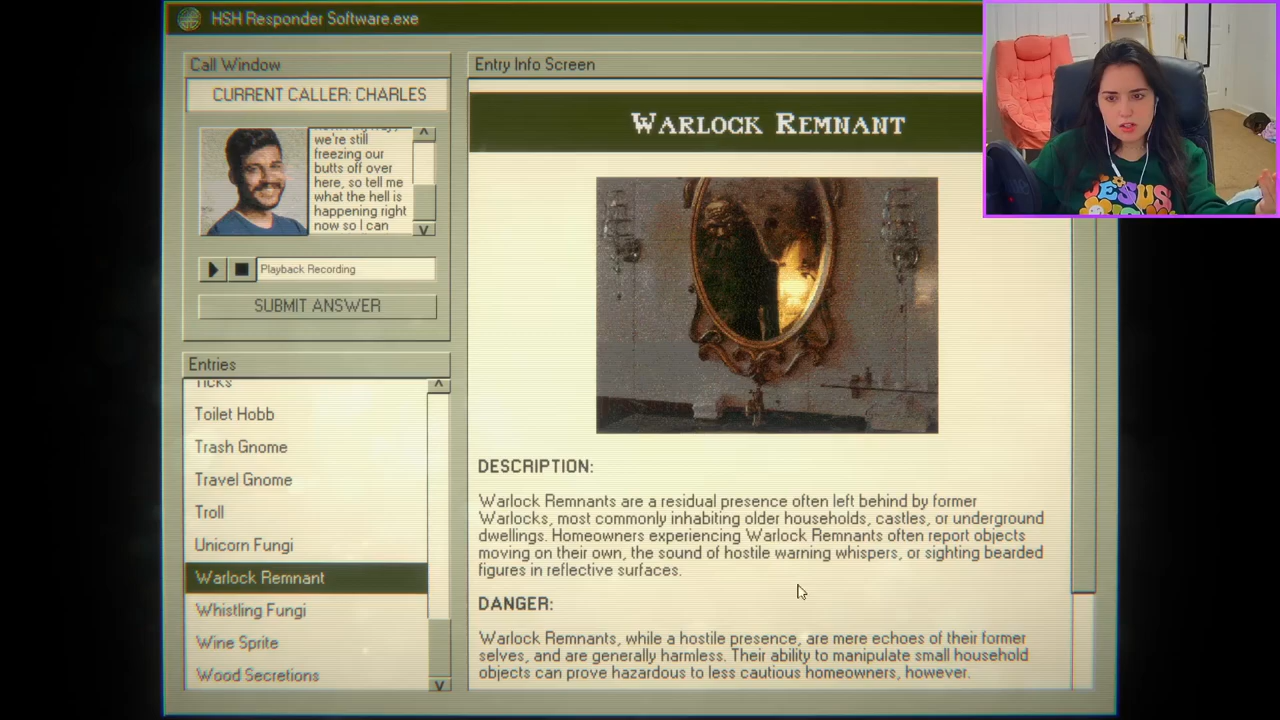 HSH Responder Software.exe
Call Window
CURRENT CALLER: CHARLES
we're still
freezing our
butts off over
here, so tell me
what the hell is
happening right
now so I can
Playback Recording
SUBMIT ANSWER
Entries
Ticks
Toilet Hobb
Trash Gnome
Travel Gnome
Troll
Unicorn Fungi
Warlock Remnant
Whistling Fungi
Wine Sprite
Wood Secretions
Entry Info Screen
WARLOCK REMNANT
DESCRIPTION:
Warlock Remnants are a residual presence often left behind by former
Warlocks, most commonly inhabiting older households, castles, or underground
dwellings. Homeowners experiencing Warlock Remnants often report objects
moving on their own, the sound of hostile warning whispers, or sighting bearded
figures in reflective surfaces.
DANGER:
Warlock Remnants, while a hostile presence, are mere echoes of their former
selves, and are generally harmless. Their ability to manipulate small household
objects can prove hazardous to less cautious homeowners, however.
JESUS